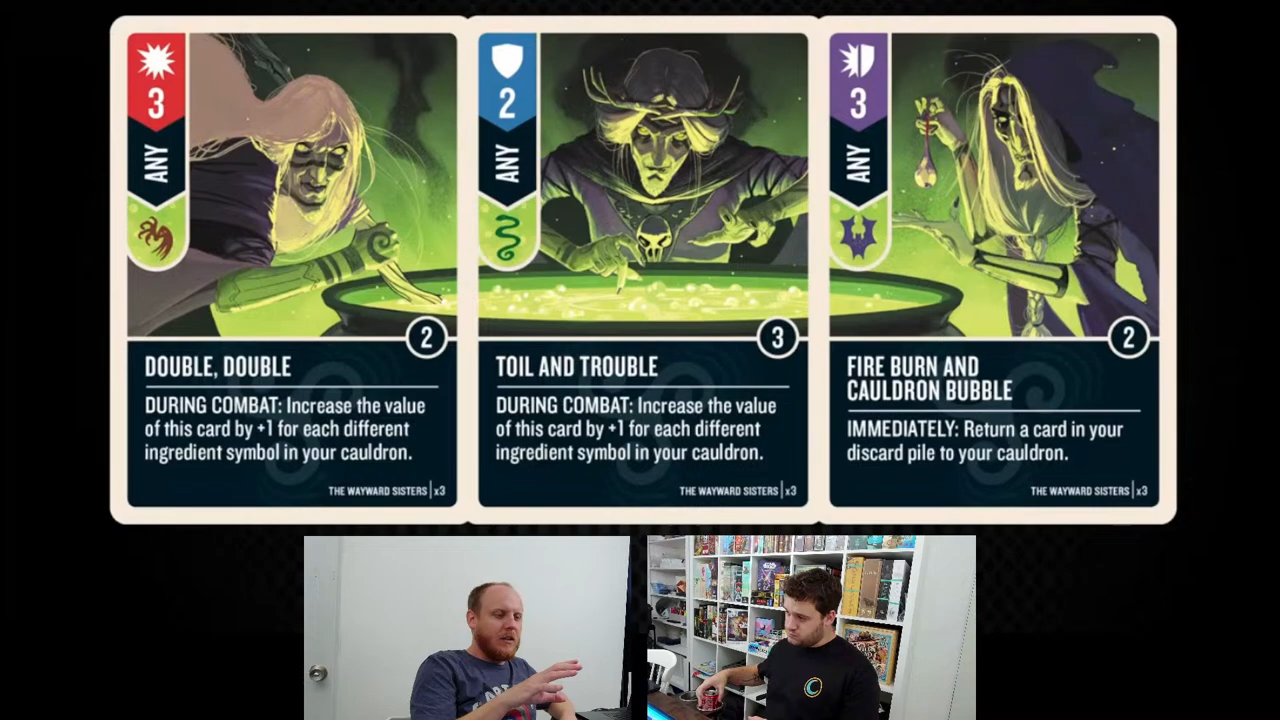 3
ANY
2
DOUBLE, DOUBLE
DURING COMBAT: Increase the value
of this card by +1 for each different
ingredient symbol in your cauldron.
THE WAYWARD SISTERS | x3
2
ANY
3
TOIL AND TROUBLE
DURING COMBAT: Increase the value
of this card by +1 for each different
ingredient symbol in your cauldron.
THE WAYWARD SISTERS | x3
3
ANY
2
FIRE BURN AND
CAULDRON BUBBLE
IMMEDIATELY: Return a card in your
discard pile to your cauldron.
THE WAYWARD SISTERS | x3